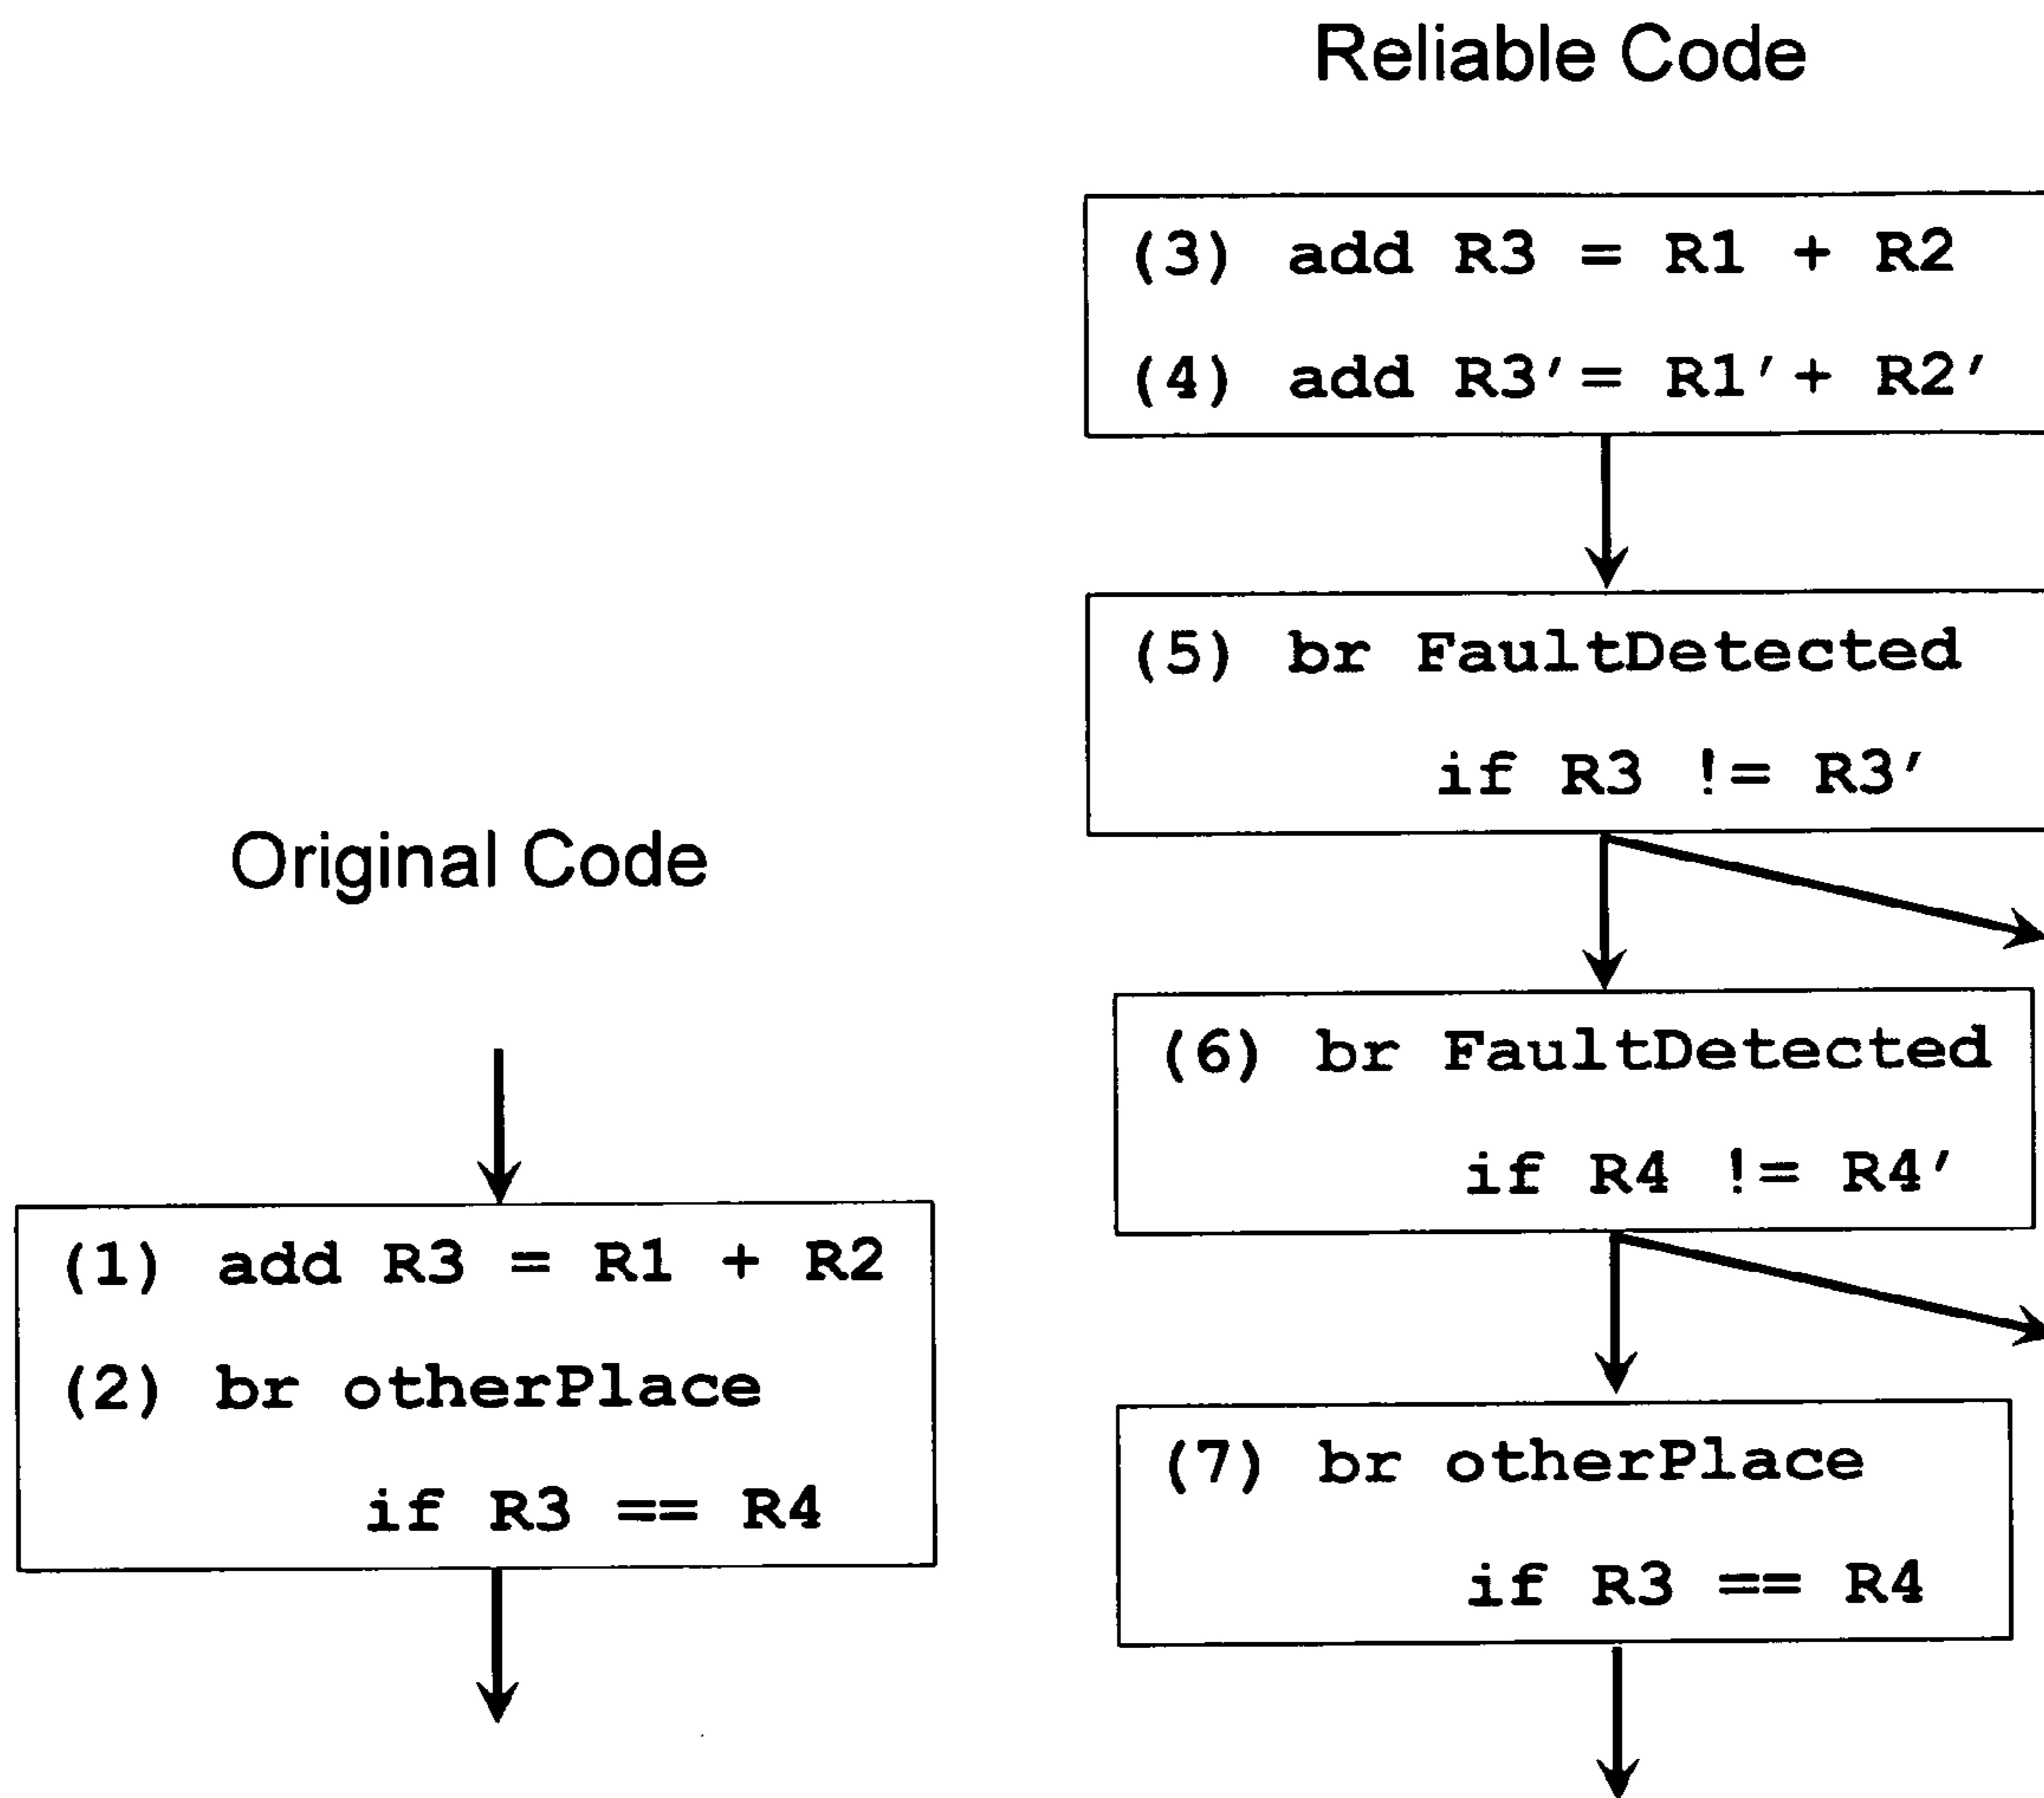 Reliable Code
(3) add R3 = R1 + R2
(4) add R3'= R1'+ R2'
(5) br FaultDetected
if R3 != R3'
(6) br FaultDetected
if R4 != R4'
(7) br otherPlace
if R3 == R4
Original Code
(1) add R3 = R1 + R2
(2) br otherPlace
if R3 == R4